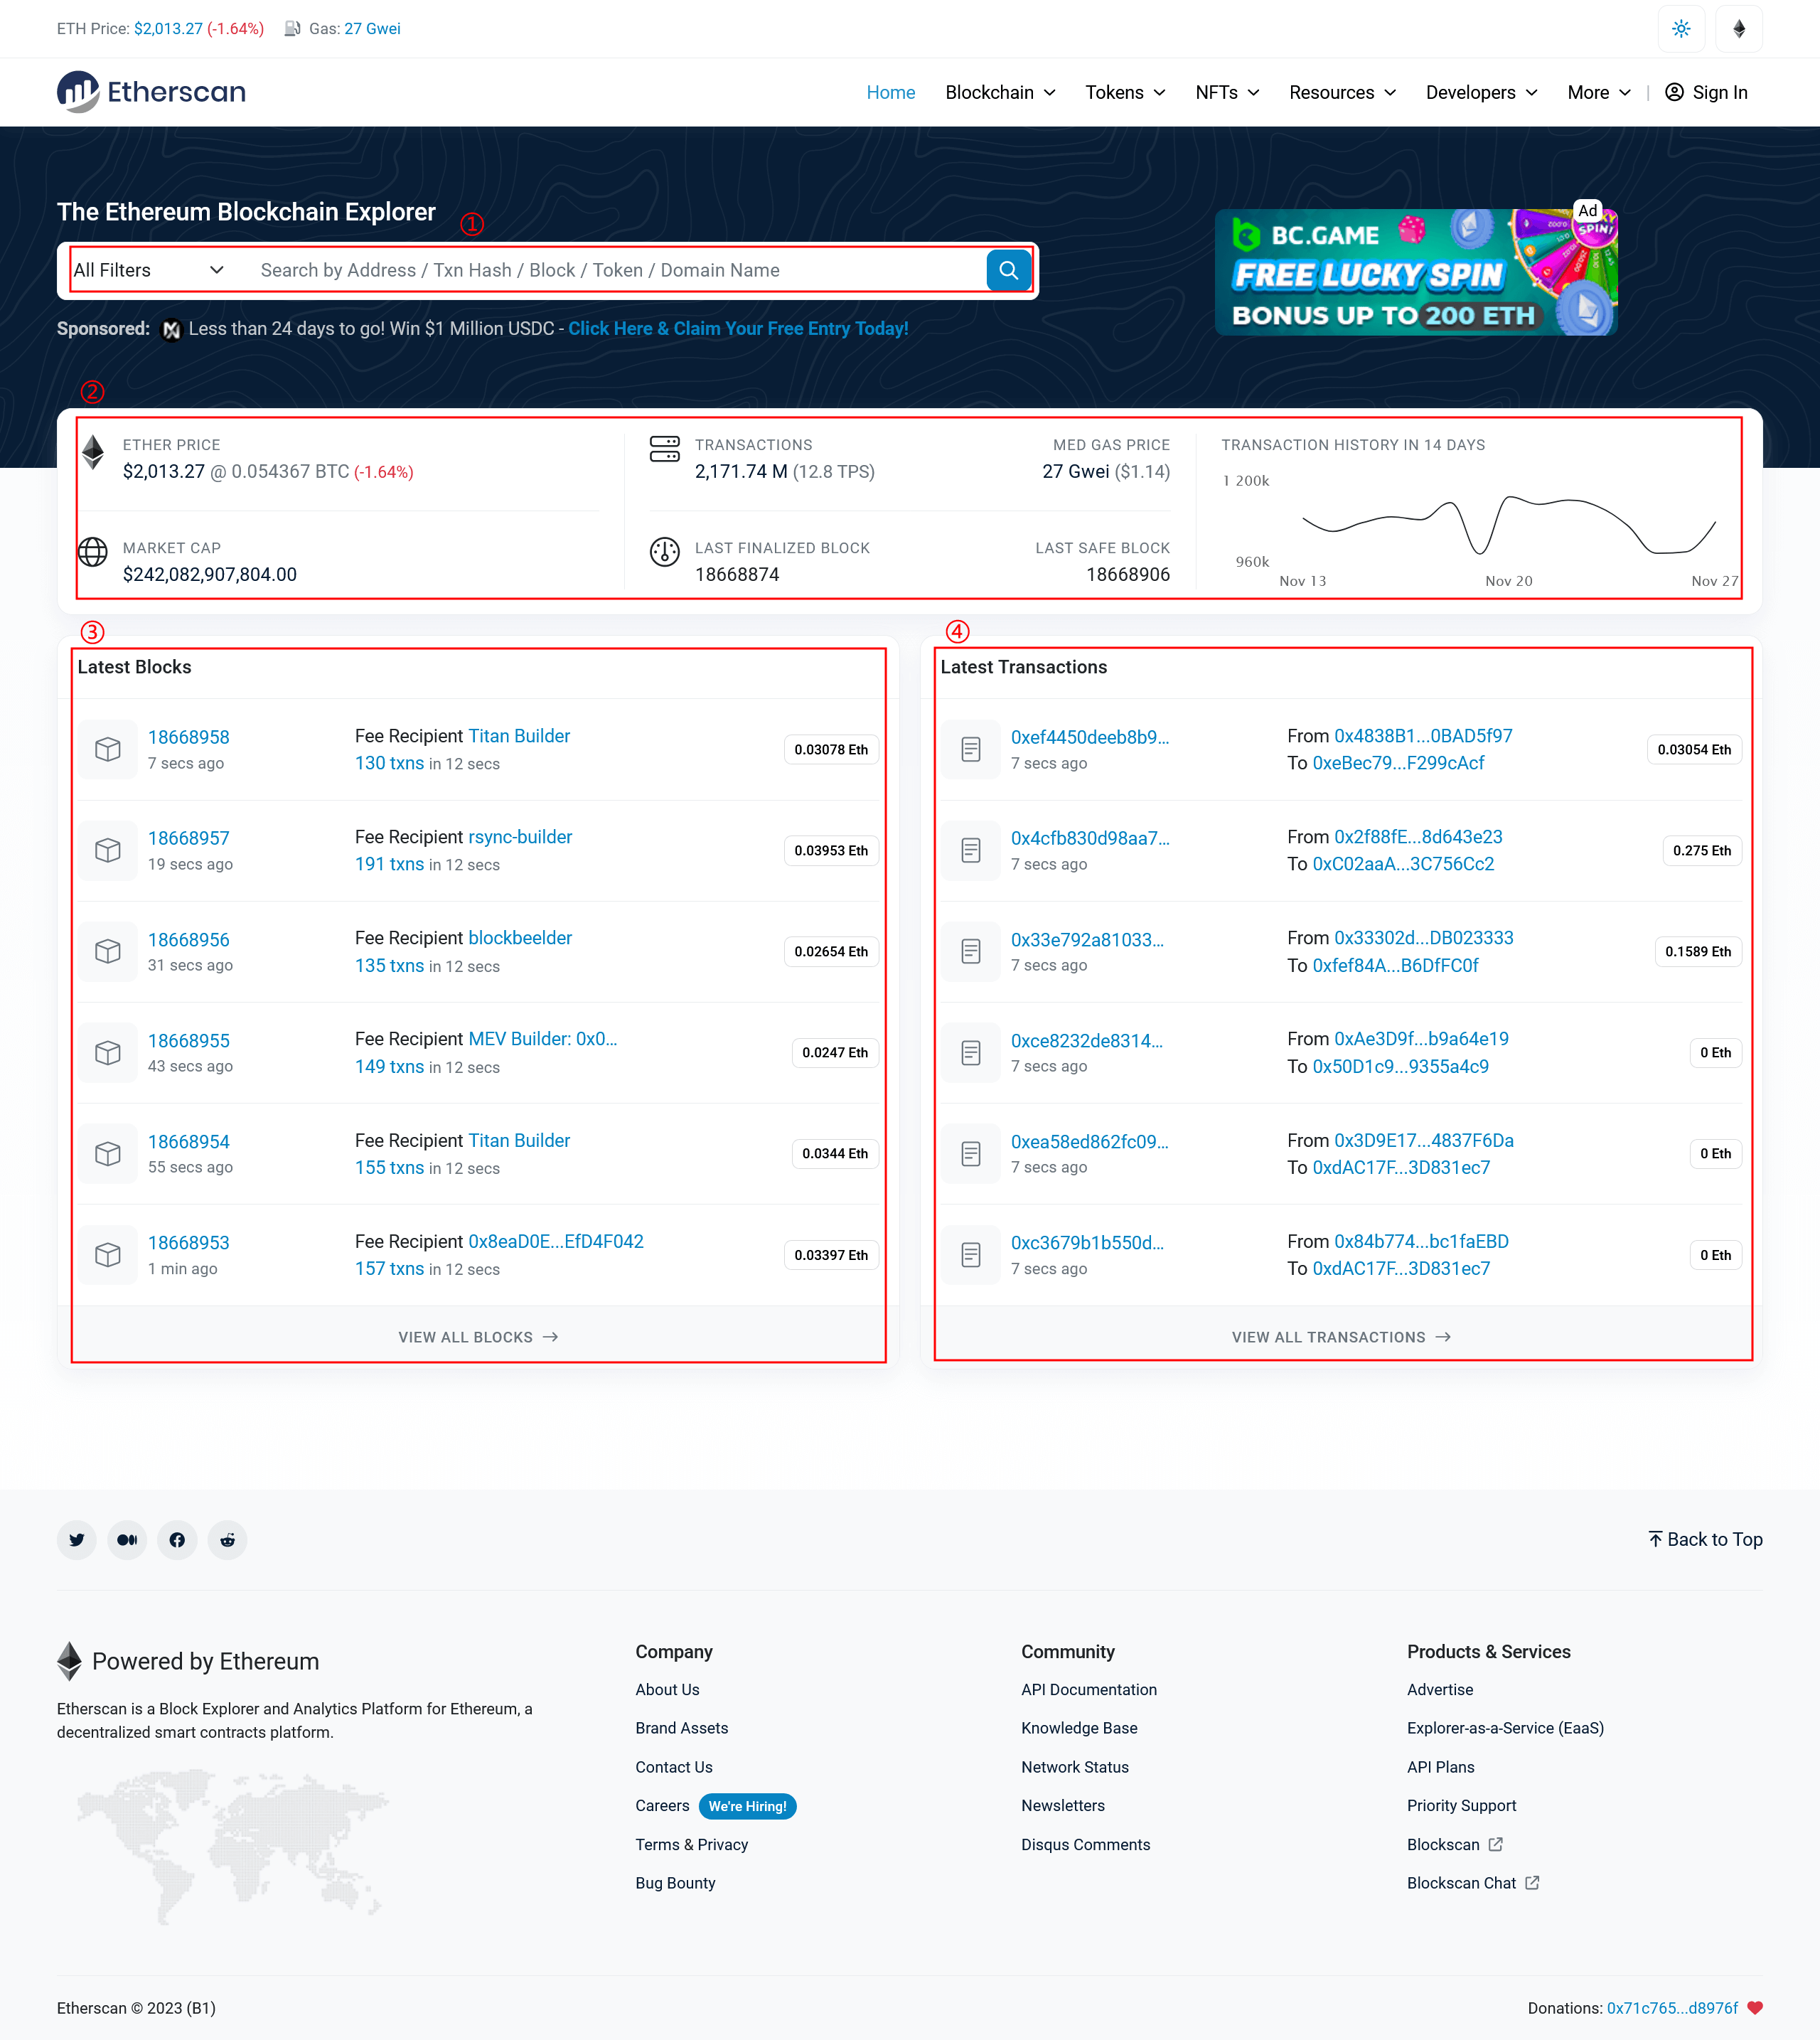 ETH Price: $2,013.27 (-1.64%) Gas: 27 Gwei
Etherscan
Home Blockchain Tokens NFTs Resources Developers More | Sign In
The Ethereum Blockchain Explorer
①
All Filters Search by Address / Txn Hash / Block / Token / Domain Name
Sponsored: Less than 24 days to go! Win $1 Million USDC - Click Here & Claim Your Free Entry Today!
Ad
BC.GAME
SPIN!
FREE LUCKY SPIN
BONUS UP TO 200 ETH
②
ETHER PRICE
$2,013.27 @ 0.054367 BTC (-1.64%)
MARKET CAP
$242,082,907,804.00
TRANSACTIONS
2,171.74 M (12.8 TPS)
MED GAS PRICE
27 Gwei ($1.14)
LAST FINALIZED BLOCK
18668874
LAST SAFE BLOCK
18668906
TRANSACTION HISTORY IN 14 DAYS
1 200k
960k
Nov 13 Nov 20 Nov 27
③
Latest Blocks
18668958
7 secs ago
Fee Recipient Titan Builder
130 txns in 12 secs
0.03078 Eth
18668957
19 secs ago
Fee Recipient rsync-builder
191 txns in 12 secs
0.03953 Eth
18668956
31 secs ago
Fee Recipient blockbeelder
135 txns in 12 secs
0.02654 Eth
18668955
43 secs ago
Fee Recipient MEV Builder: 0x0...
149 txns in 12 secs
0.0247 Eth
18668954
55 secs ago
Fee Recipient Titan Builder
155 txns in 12 secs
0.0344 Eth
18668953
1 min ago
Fee Recipient 0x8eaD0E...EfD4F042
157 txns in 12 secs
0.03397 Eth
VIEW ALL BLOCKS →
④
Latest Transactions
0xef4450deeb8b9...
7 secs ago
From 0x4838B1...0BAD5f97
To 0xeBec79...F299cAcf
0.03054 Eth
0x4cfb830d98aa7...
7 secs ago
From 0x2f88fE...8d643e23
To 0xC02aaA...3C756Cc2
0.275 Eth
0x33e792a81033...
7 secs ago
From 0x33302d...DB023333
To 0xfef84A...B6DfFC0f
0.1589 Eth
0xce8232de8314...
7 secs ago
From 0xAe3D9f...b9a64e19
To 0x50D1c9...9355a4c9
0 Eth
0xea58ed862fc09...
7 secs ago
From 0x3D9E17...4837F6Da
To 0xdAC17F...3D831ec7
0 Eth
0xc3679b1b550d...
7 secs ago
From 0x84b774...bc1faEBD
To 0xdAC17F...3D831ec7
0 Eth
VIEW ALL TRANSACTIONS →
Back to Top
Powered by Ethereum
Etherscan is a Block Explorer and Analytics Platform for Ethereum, a
decentralized smart contracts platform.
Company
About Us
Brand Assets
Contact Us
Careers We're Hiring!
Terms & Privacy
Bug Bounty
Community
API Documentation
Knowledge Base
Network Status
Newsletters
Disqus Comments
Products & Services
Advertise
Explorer-as-a-Service (EaaS)
API Plans
Priority Support
Blockscan
Blockscan Chat
Etherscan © 2023 (B1)
Donations: 0x71c765...d8976f